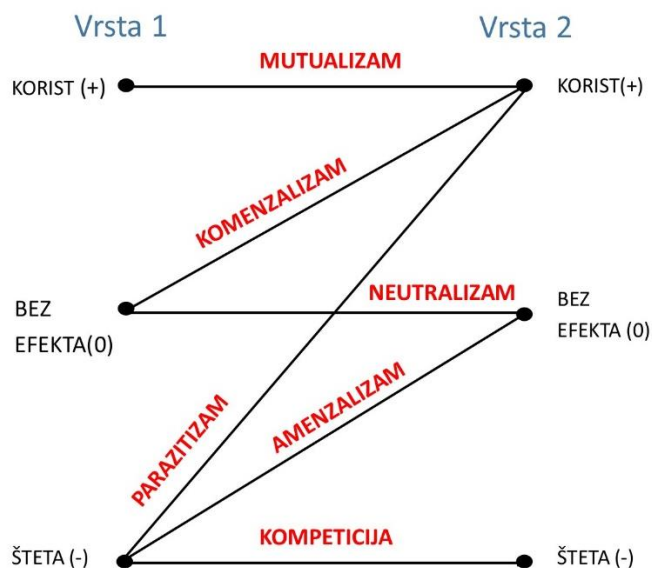 Vrsta 1
Vrsta 2
MUTUALIZAM
KORIST (+)
KORIST(+)
KOMENZALIZAM
NEUTRALIZAM
BEZ
EFEKTA(0)
BEZ
EFEKTA (0)
PARAZITIZAM
AMENZALIZAM
KOMPETICIJA
ŠTETA (-)
ŠTETA (-)